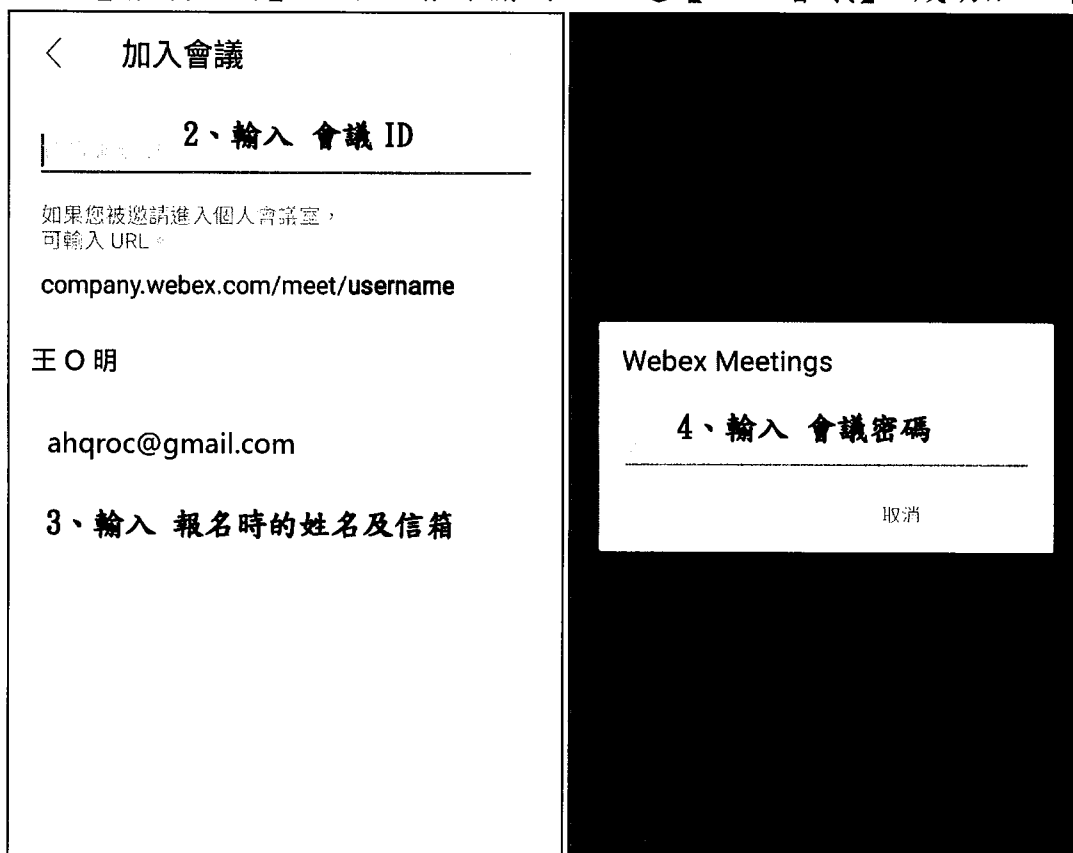 加入會議
2、輸入 會議 ID
如果您被邀請進入個人會議室，
可輸入 URL。
company.webex.com/meet/username
王 O 明
ahqroc@gmail.com
3、輸入 報名時的姓名及信箱
Webex Meetings
4、輸入 會議密碼
取消